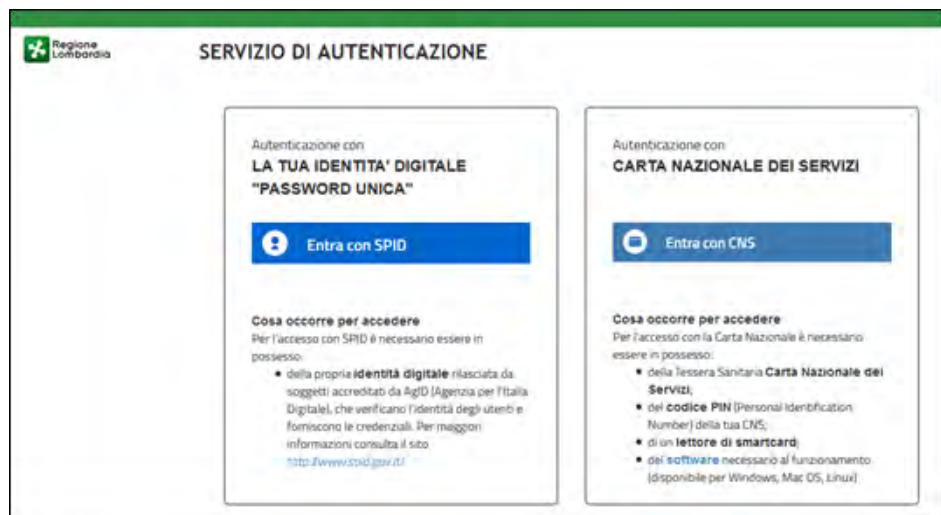 Regione
Lombardia
SERVIZIO DI AUTENTICAZIONE
Autenticazione con
LA TUA IDENTITA' DIGITALE
"PASSWORD UNICA"
Entra con SPID
Cosa occorre per accedere
Per l'accesso con SPID è necessario essere in
possesso:
della propria identità digitale rilasciata da
soggetti accreditati da AgID (Agenzia per l'Italia
Digitale), che verificano l'identità degli utenti e
forniscono le credenziali. Per maggiori
informazioni consulta il sito
http://www.spid.gov.it/
Autenticazione con
CARTA NAZIONALE DEI SERVIZI
Entra con CNS
Cosa occorre per accedere
Per l'accesso con la Carta Nazionale è necessario
essere in possesso:
della Tessera Sanitaria Carta Nazionale dei
Servizi;
del codice PIN (Personal Identification
Number) della tua CNS;
di un lettore di smartcard;
del software necessario al funzionamento
(disponibile per Windows, Mac OS, Linux)